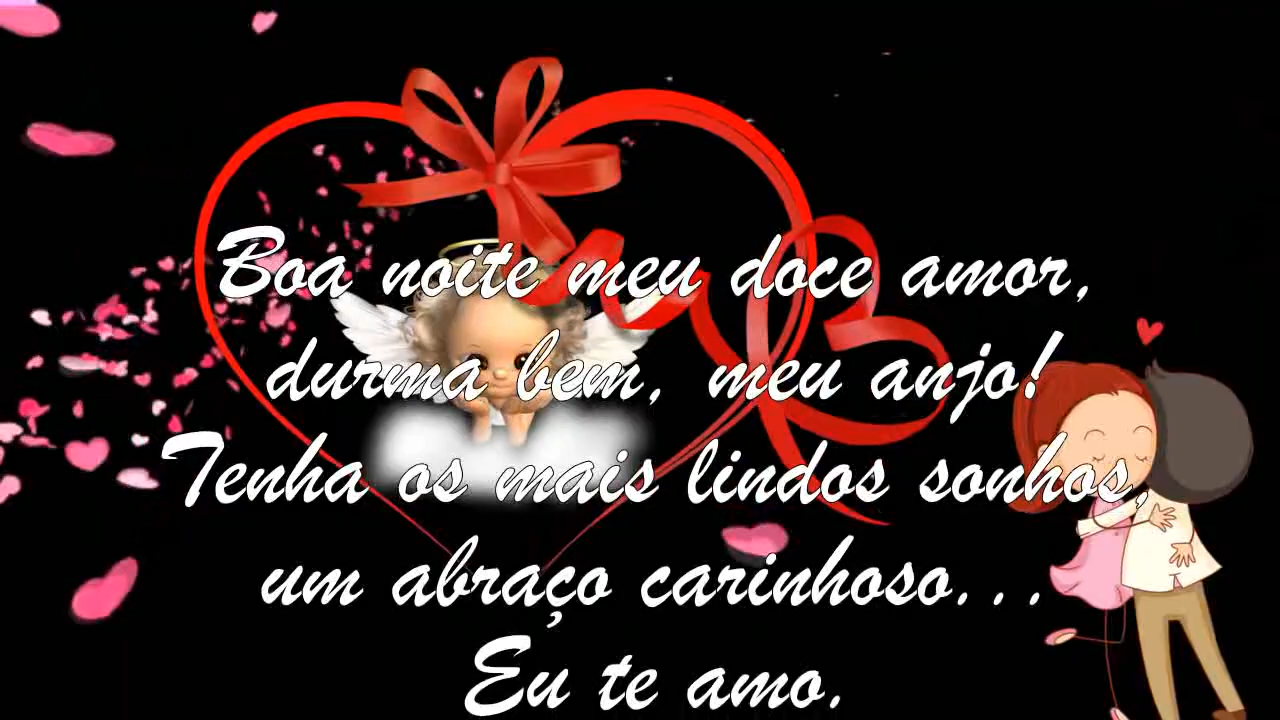 Boa noite meu doce amor,
durma bem, meu anjo!
Tenha os mais lindos sonhos,
um abraço carinhoso...
Eu te amo.